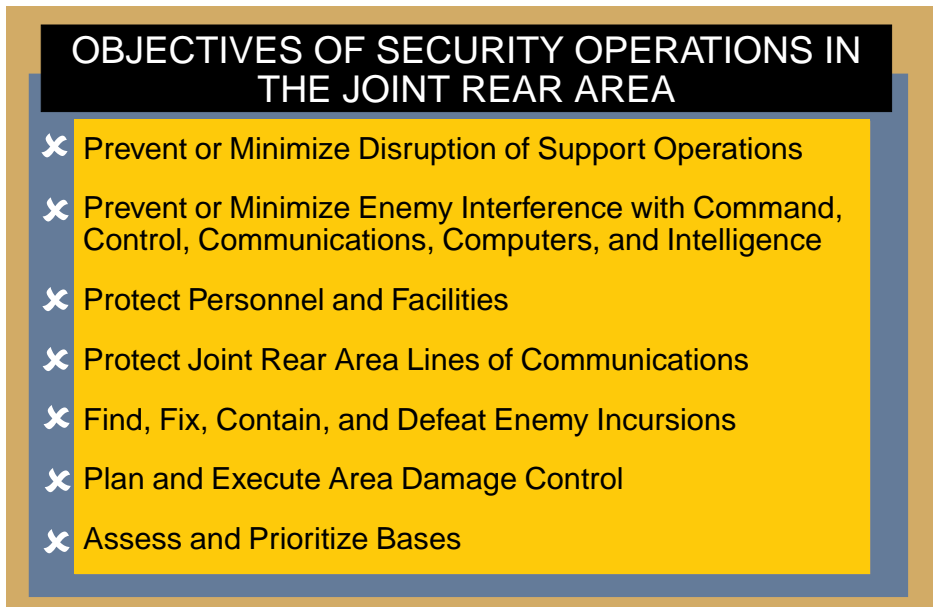 OBJECTIVES OF SECURITY OPERATIONS IN
THE JOINT REAR AREA
Prevent or Minimize Disruption of Support Operations
Prevent or Minimize Enemy Interference with Command,
Control, Communications, Computers, and Intelligence
Protect Personnel and Facilities
Protect Joint Rear Area Lines of Communications
Find, Fix, Contain, and Defeat Enemy Incursions
Plan and Execute Area Damage Control
Assess and Prioritize Bases